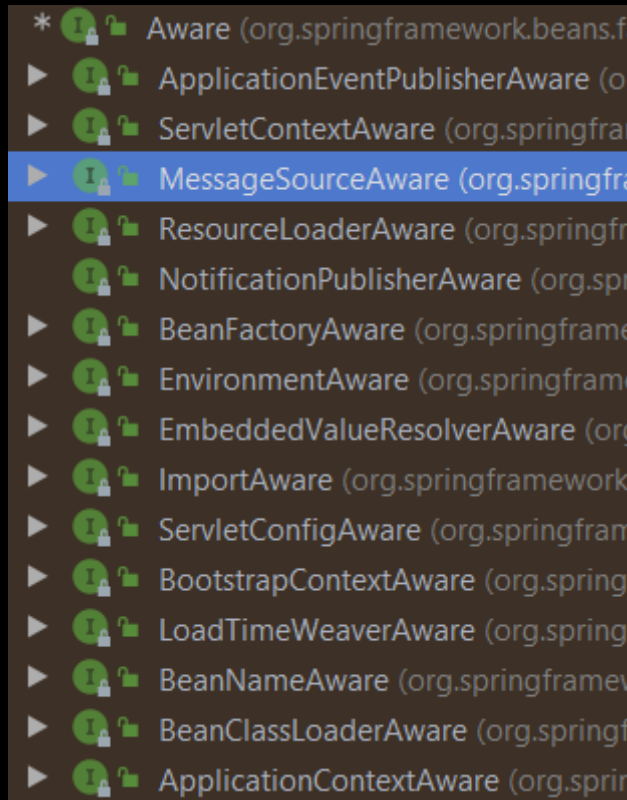 * Aware (org.springframework.beans.f
ApplicationEventPublisherAware (o
ServletContextAware (org.springfra
MessageSourceAware (org.springfra
ResourceLoaderAware (org.springfr
NotificationPublisherAware (org.spr
BeanFactoryAware (org.springframe
EnvironmentAware (org.springframe
EmbeddedValueResolverAware (org
ImportAware (org.springframework
ServletConfigAware (org.springfram
BootstrapContextAware (org.spring
LoadTimeWeaverAware (org.spring
BeanNameAware (org.springframew
BeanClassLoaderAware (org.springf
ApplicationContextAware (org.sprin